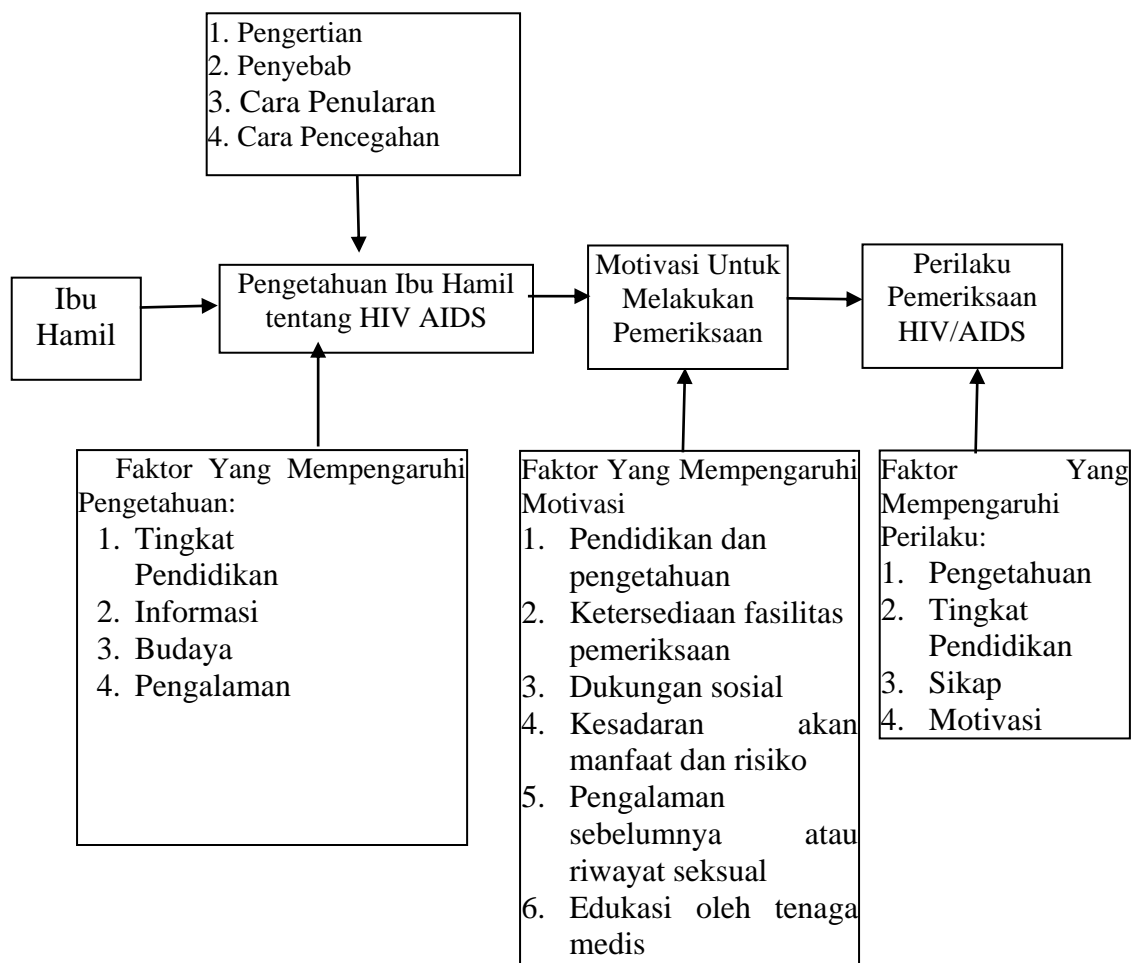 1. Pengertian
2. Penyebab
3. Cara Penularan
4. Cara Pencegahan
Ibu
Hamil
Pengetahuan Ibu Hamil
tentang HIV AIDS
Motivasi Untuk
Melakukan
Pemeriksaan
Perilaku
Pemeriksaan
HIV/AIDS
Faktor Yang Mempengaruhi
Pengetahuan:
1. Tingkat
Pendidikan
2. Informasi
3. Budaya
4. Pengalaman
Faktor Yang Mempengaruhi
Motivasi
1. Pendidikan dan
pengetahuan
2. Ketersediaan fasilitas
pemeriksaan
3. Dukungan sosial
4. Kesadaran akan
manfaat dan risiko
5. Pengalaman
sebelumnya atau
riwayat seksual
6. Edukasi oleh tenaga
medis
Faktor Yang
Mempengaruhi
Perilaku:
1. Pengetahuan
2. Tingkat
Pendidikan
3. Sikap
4. Motivasi